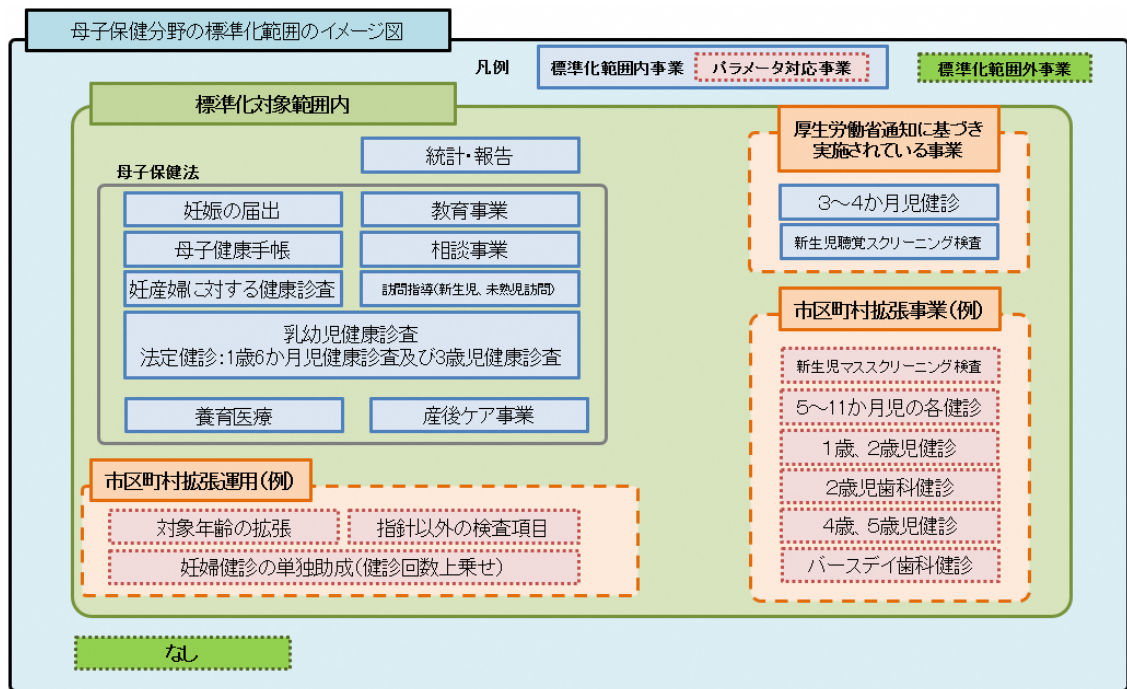 母子保健分野の標準化範囲のイメージ図
凡例
標準化範囲内事業
パラメータ対応事業
標準化範囲外事業
標準化対象範囲内
統計・報告
母子保健法
妊娠の届出
教育事業
母子健康手帳
相談事業
妊産婦に対する健康診査
訪問指導(新生児、未熟児訪問)
乳幼児健康診査
法定健診:1歳6か月児健康診査及び3歳児健康診査
養育医療
産後ケア事業
市区町村拡張運用(例)
対象年齢の拡張
指針以外の検査項目
妊婦健診の単独助成(健診回数上乗せ)
厚生労働省通知に基づき
実施されている事業
3~4か月児健診
新生児聴覚スクリーニング検査
市区町村拡張事業(例)
新生児マススクリーニング検査
5~11か月児の各健診
1歳、2歳児健診
2歳児歯科健診
4歳、5歳児健診
バースデイ歯科健診
なし